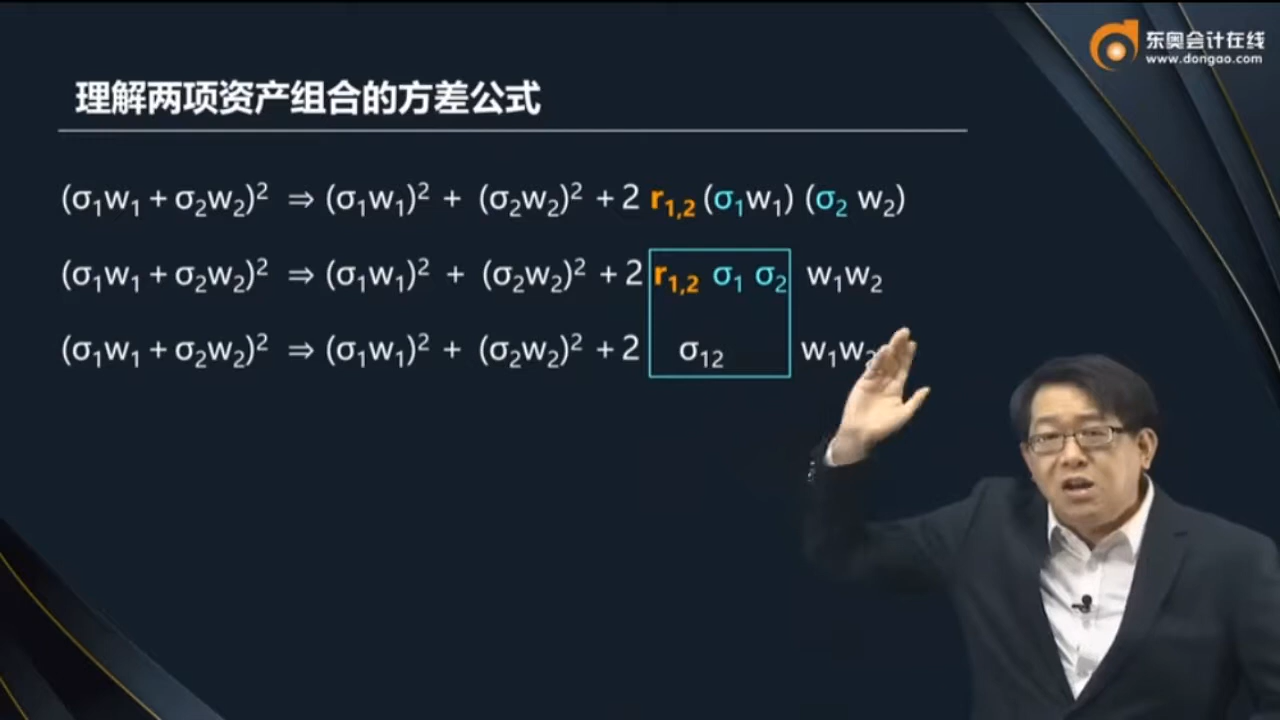 东奥会计在线
www.dongao.com
理解两项资产组合的方差公式
(σ₁w₁ + σ₂w₂)² ⇒ (σ₁w₁)² + (σ₂w₂)² + 2 r₁,₂ (σ₁w₁) (σ₂ w₂)
(σ₁w₁ + σ₂w₂)² ⇒ (σ₁w₁)² + (σ₂w₂)² + 2 r₁,₂ σ₁ σ₂ w₁w₂
(σ₁w₁ + σ₂w₂)² ⇒ (σ₁w₁)² + (σ₂w₂)² + 2 σ₁₂ w₁w₂